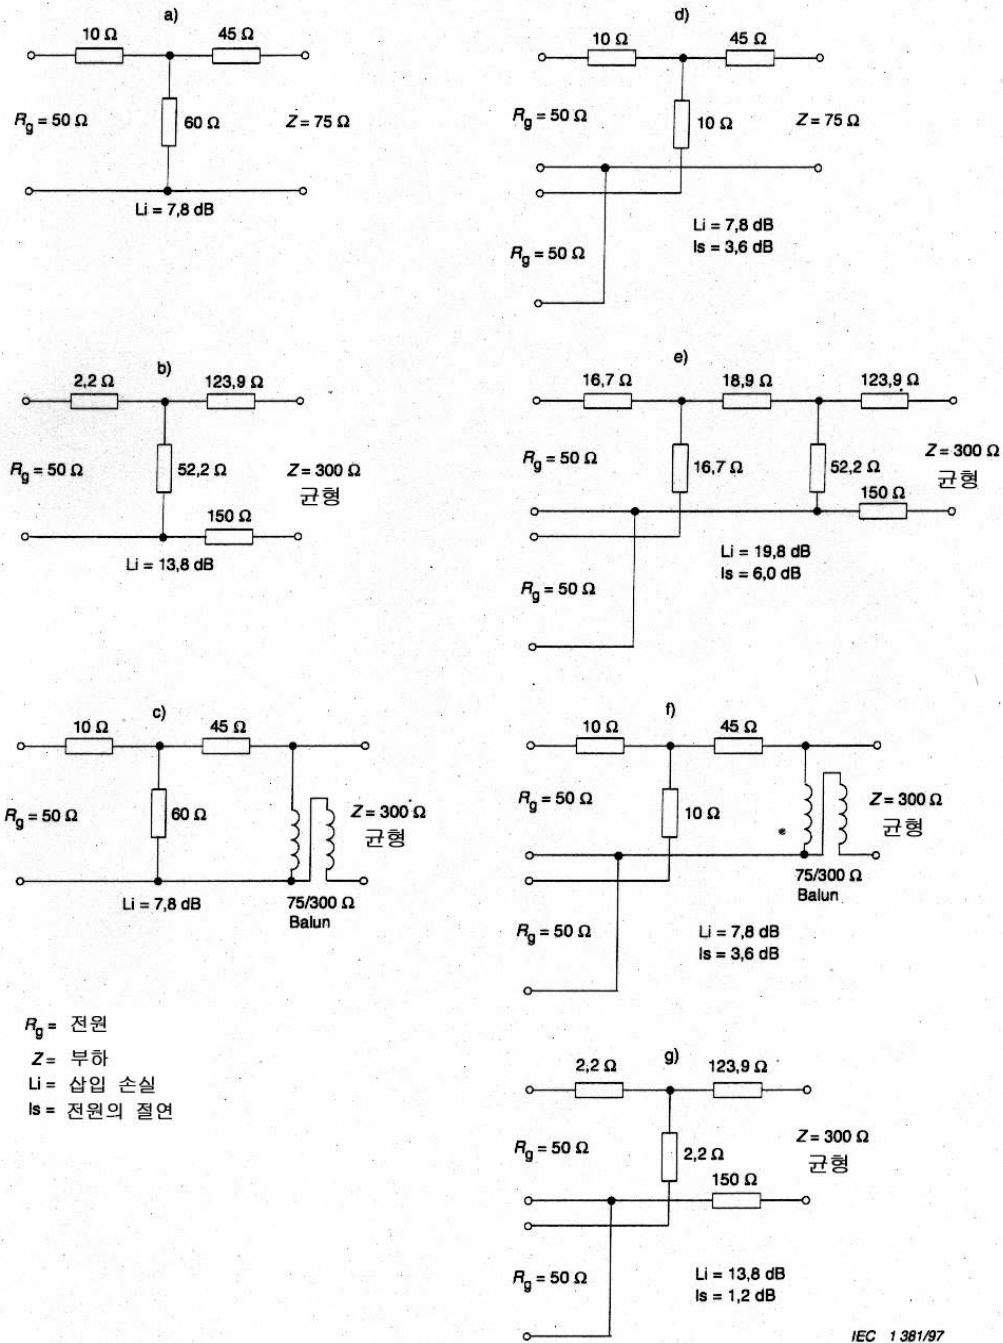 a)
10 Ω
45 Ω
Rg = 50 Ω
60 Ω
Z = 75 Ω
Li = 7,8 dB
d)
10 Ω
45 Ω
Rg = 50 Ω
10 Ω
Z = 75 Ω
Rg = 50 Ω
Li = 7,8 dB
Is = 3,6 dB
b)
2,2 Ω
123,9 Ω
Rg = 50 Ω
52,2 Ω
Z = 300 Ω
균형
150 Ω
Li = 13,8 dB
e)
16,7 Ω
18,9 Ω
123,9 Ω
Rg = 50 Ω
16,7 Ω
52,2 Ω
Z = 300 Ω
균형
150 Ω
Rg = 50 Ω
Li = 19,8 dB
Is = 6,0 dB
c)
10 Ω
45 Ω
Rg = 50 Ω
60 Ω
Z = 300 Ω
균형
Li = 7,8 dB
75/300 Ω
Balun
f)
10 Ω
45 Ω
Rg = 50 Ω
10 Ω
Z = 300 Ω
균형
75/300 Ω
Balun
Rg = 50 Ω
Li = 7,8 dB
Is = 3,6 dB
Rg = 전원
Z = 부하
Li = 삽입 손실
Is = 전원의 절연
g)
2,2 Ω
123,9 Ω
Rg = 50 Ω
2,2 Ω
Z = 300 Ω
균형
150 Ω
Rg = 50 Ω
Li = 13,8 dB
Is = 1,2 dB
IEC 1 381/97